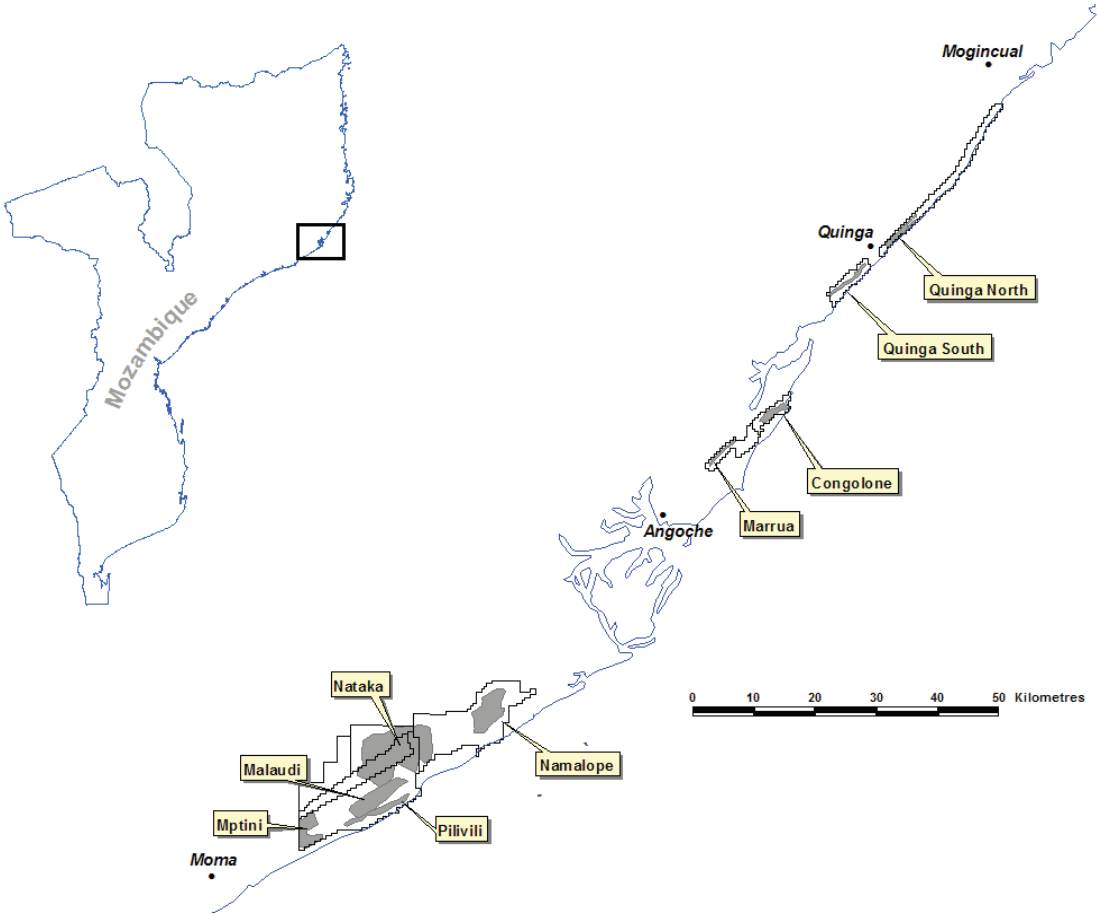 Mogincual
Quinga
Quinga North
Quinga South
Mozambique
Congolone
Marrua
Angoche
Nataka
0 10 20 30 40 50 Kilometres
Namalope
Malaudi
Mptini
Pilivili
Moma